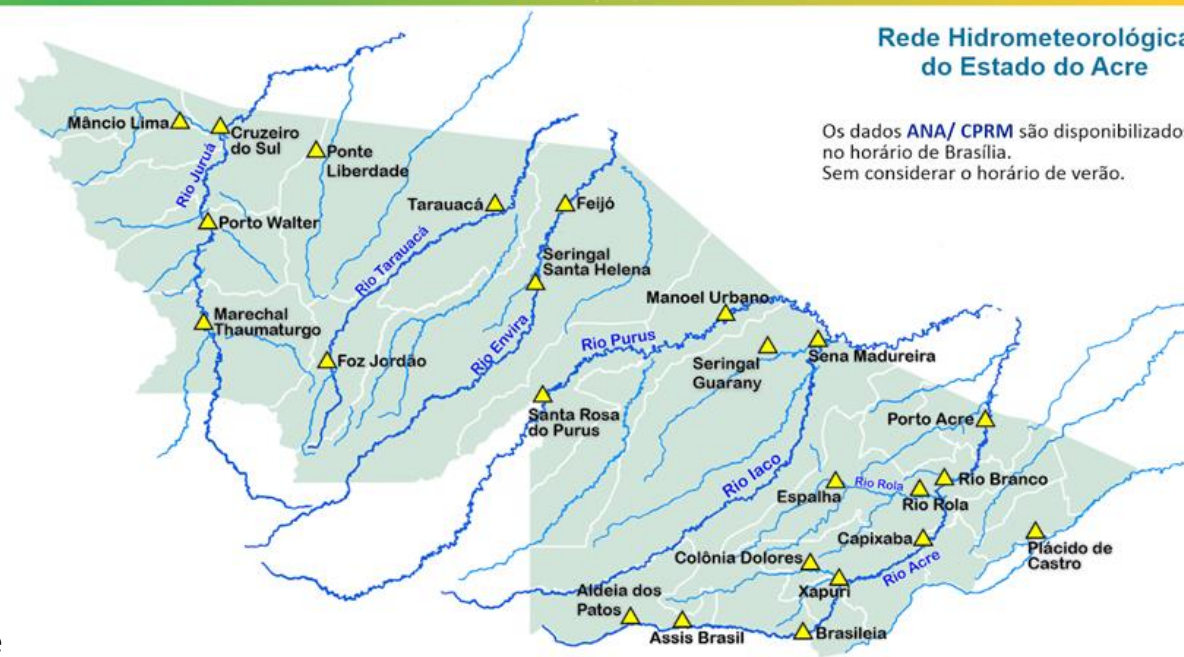 Rede Hidrometeorológica
do Estado do Acre
Os dados ANA/ CPRM são disponibilizados
no horário de Brasília.
Sem considerar o horário de verão.
Mâncio Lima
Cruzeiro
do Sul
Ponte
Liberdade
Rio Juruá
Porto Walter
Tarauacá
Feijó
Rio Tarauacá
Seringal
Santa Helena
Marechal
Thaumaturgo
Foz Jordão
Rio Envira
Manoel Urbano
Rio Purus
Seringal
Guarany
Sena Madureira
Santa Rosa
do Purus
Porto Acre
Rio Iaco
Espalha
Rio Rola
Rio Rola
Rio Branco
Capixaba
Plácido de
Castro
Colônia Dolores
Xapuri
Rio Acre
Aldeia dos
Patos
Assis Brasil
Brasileia
e